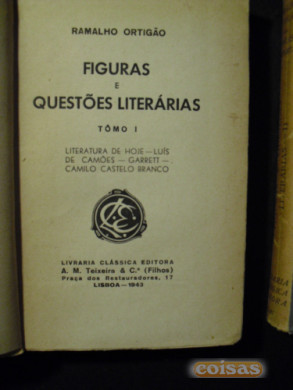 RAMALHO ORTIGÃO
FIGURAS
E
QUESTÕES LITERÁRIAS
TÔMO I
LITERATURA DE HOJE — LUÍS
DE CAMÕES — GARRETT —
CAMILO CASTELO BRANCO
LIVRARIA CLÁSSICA EDITORA
A. M. Teixeira & C.ª (Filhos)
Praça dos Restauradores, 17
LISBOA — 1943
coisas